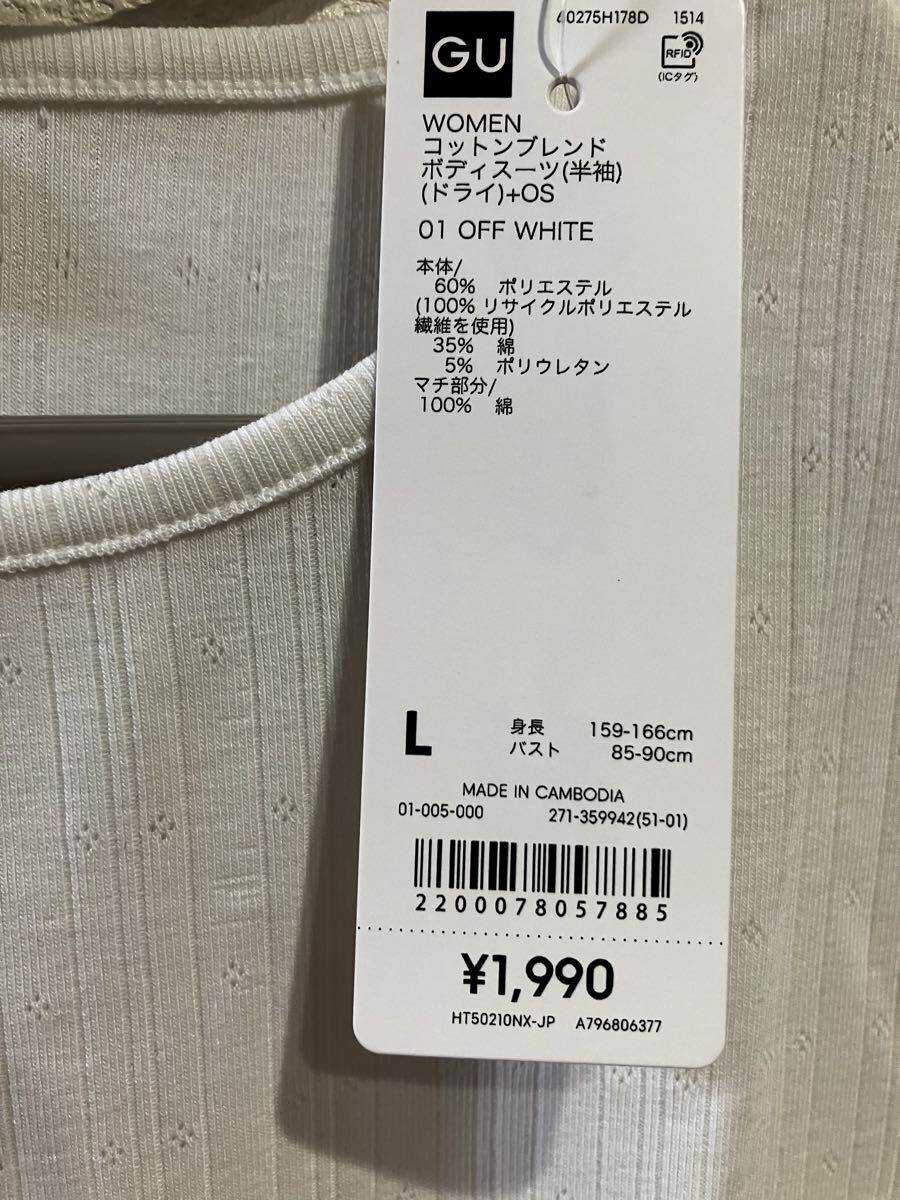 GU
60275H178D 1514
RFID
(ICタグ)
WOMEN
コットンブレンド
ボディスーツ(半袖)
(ドライ)+OS
01 OFF WHITE
本体/
60% ポリエステル
(100% リサイクルポリエステル
繊維を使用)
35% 綿
5% ポリウレタン
マチ部分/
100% 綿
L
身長 159-166cm
バスト 85-90cm
MADE IN CAMBODIA
01-005-000 271-359942(51-01)
2200078057885
¥1,990
HT50210NX-JP A796806377